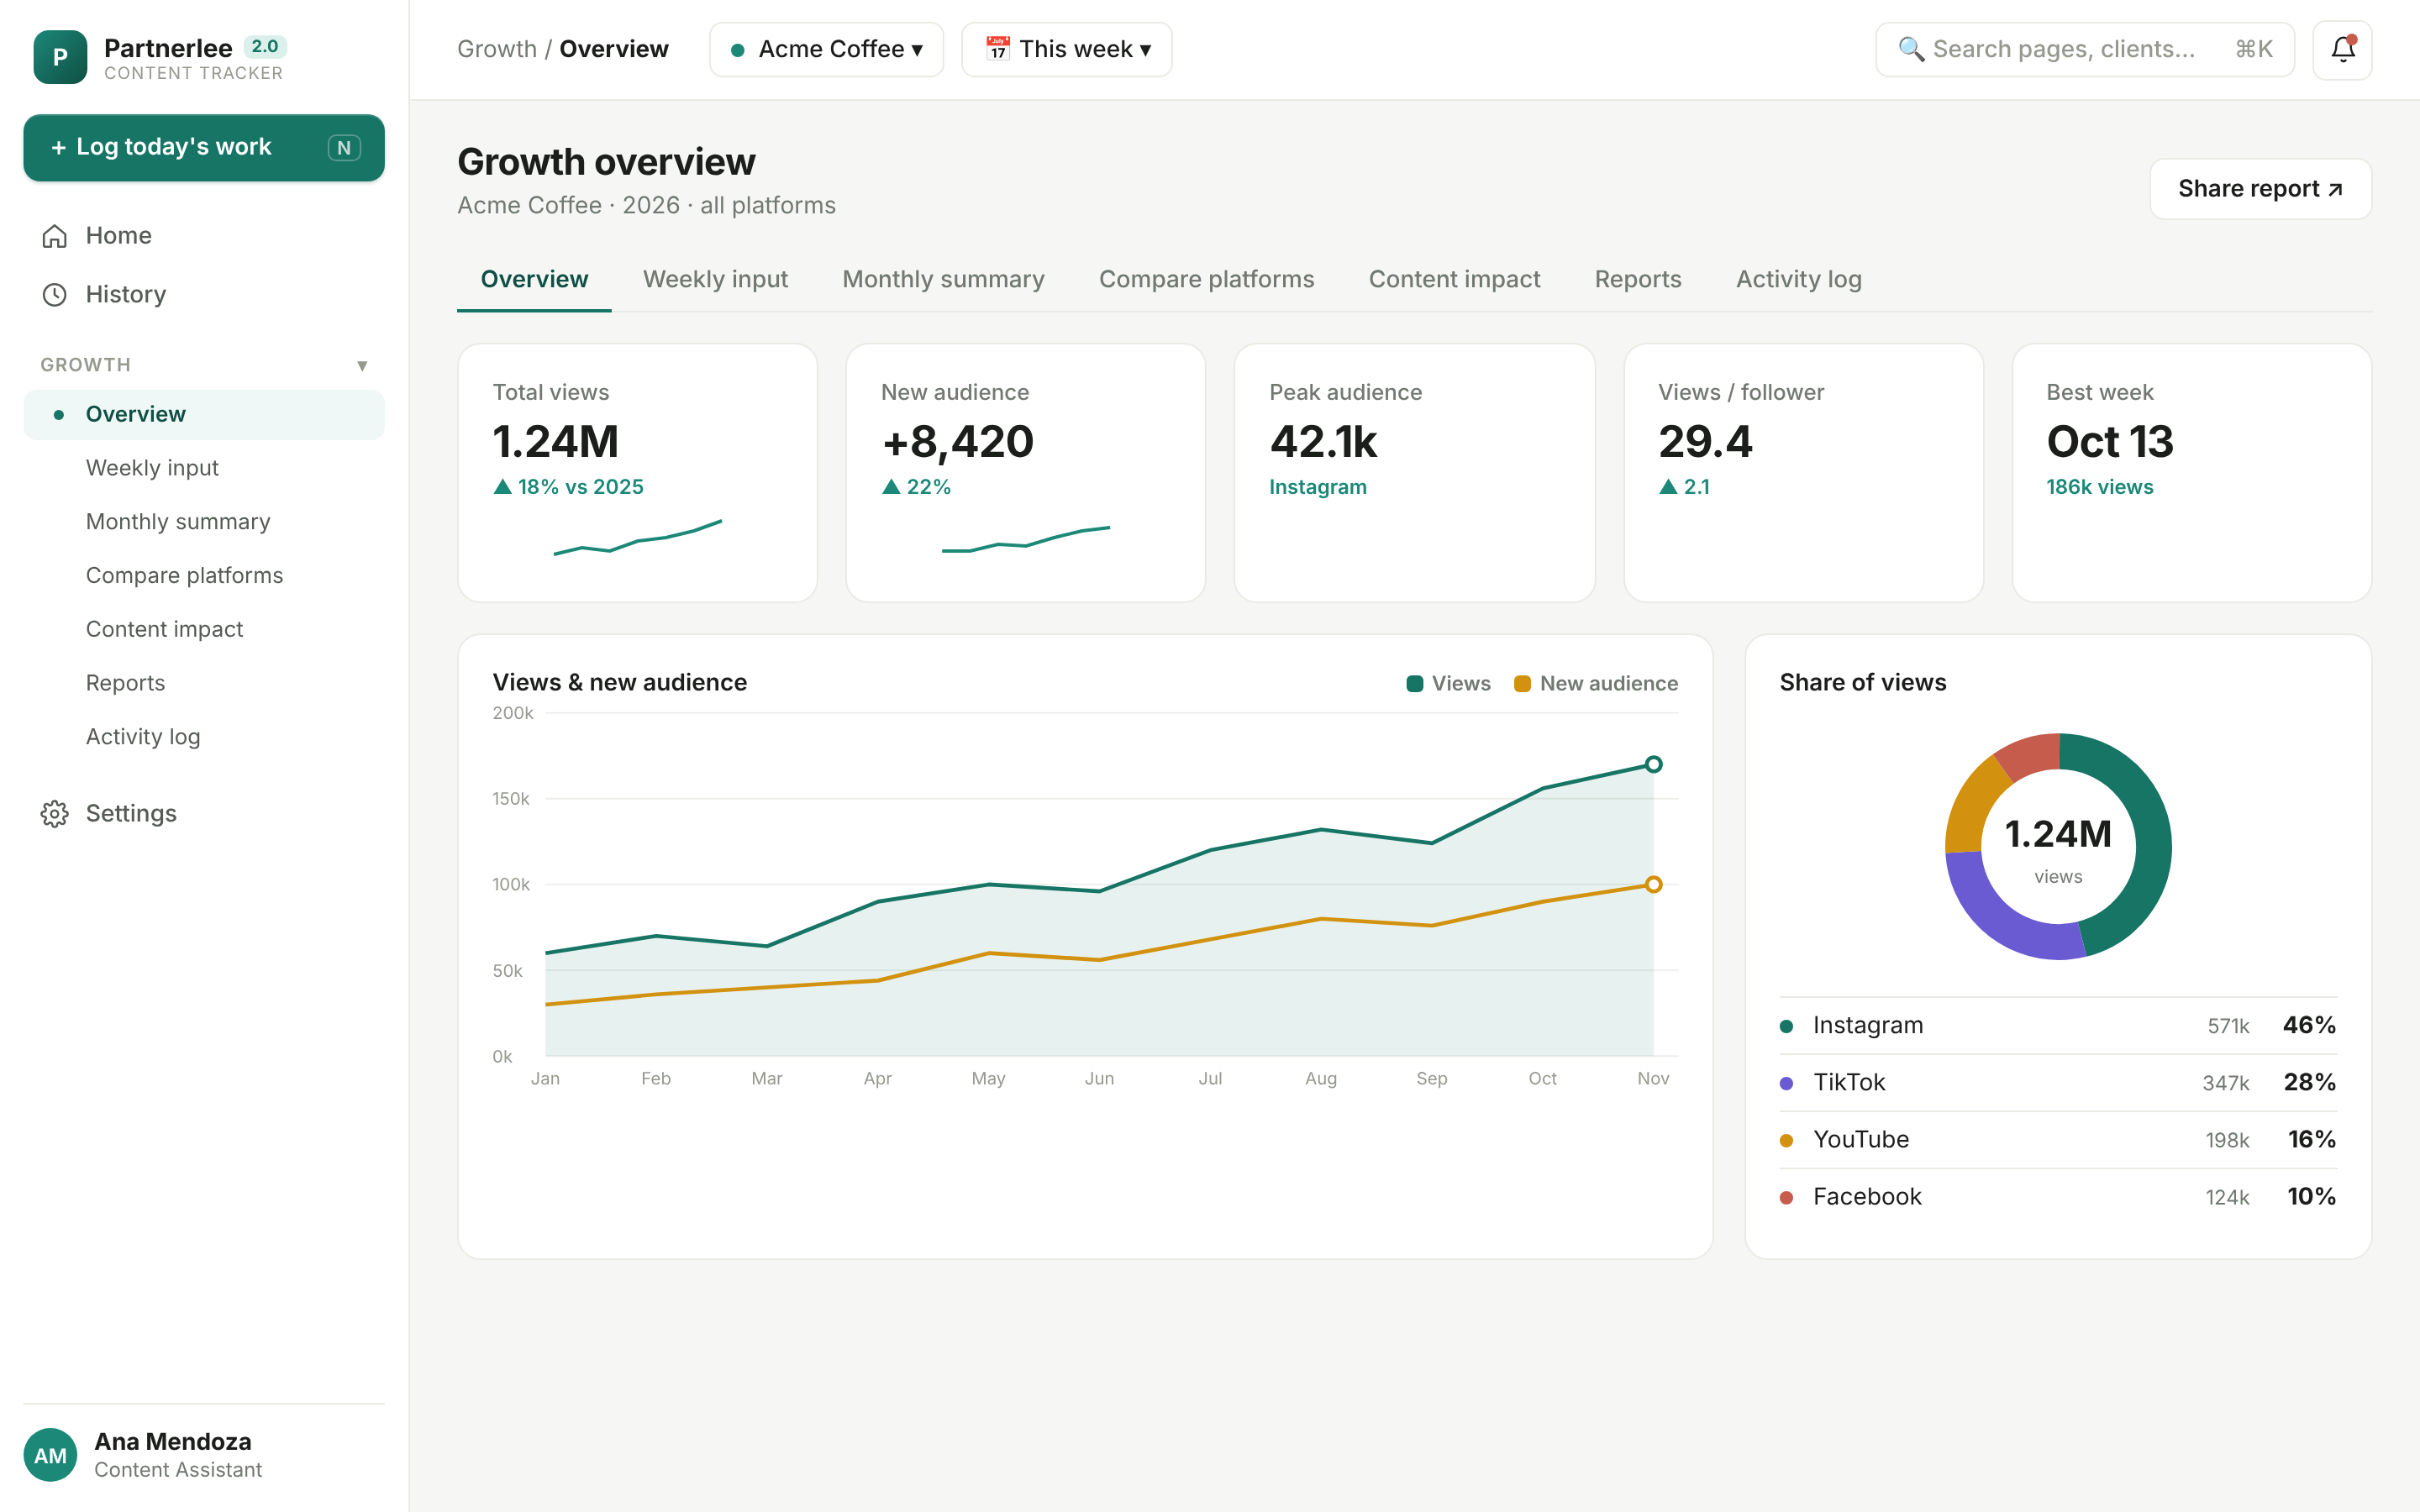 P
Partnerlee 2.0
CONTENT TRACKER
+ Log today's work N
Home
History
GROWTH ▼
Overview
Weekly input
Monthly summary
Compare platforms
Content impact
Reports
Activity log
Settings
AM
Ana Mendoza
Content Assistant
Growth / Overview
Acme Coffee ▾
📅 This week ▾
🔍 Search pages, clients... ⌘K
Growth overview
Acme Coffee · 2026 · all platforms
Share report ↗
Overview Weekly input Monthly summary Compare platforms Content impact Reports Activity log
Total views
1.24M
▲ 18% vs 2025
New audience
+8,420
▲ 22%
Peak audience
42.1k
Instagram
Views / follower
29.4
▲ 2.1
Best week
Oct 13
186k views
Views & new audience
Views New audience
200k
150k
100k
50k
0k
Jan Feb Mar Apr May Jun Jul Aug Sep Oct Nov
Share of views
1.24M
views
Instagram 571k 46%
TikTok 347k 28%
YouTube 198k 16%
Facebook 124k 10%